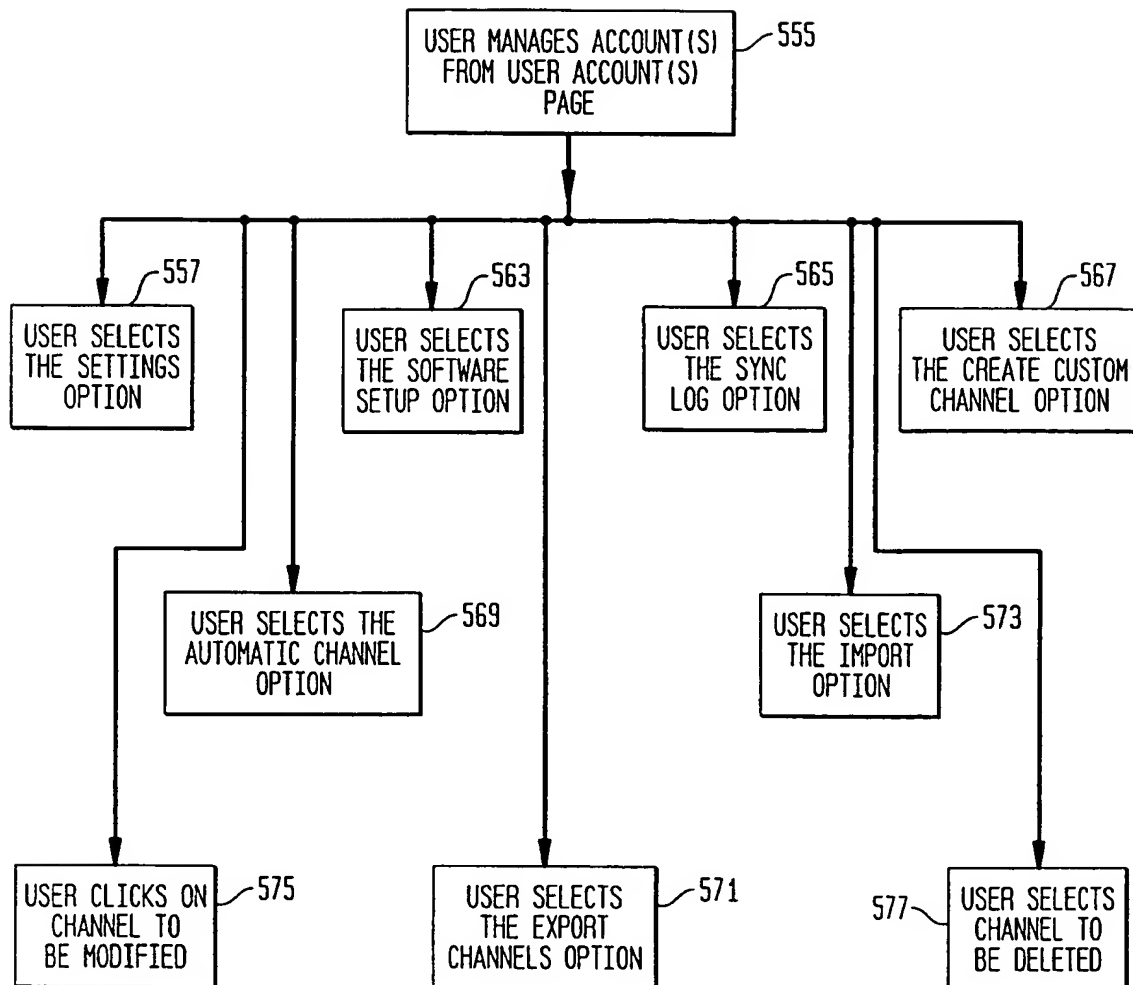 USER MANAGES ACCOUNT(S)
FROM USER ACCOUNT(S)
PAGE
555
557
USER SELECTS
THE SETTINGS
OPTION
563
USER SELECTS
THE SOFTWARE
SETUP OPTION
565
USER SELECTS
THE SYNC
LOG OPTION
567
USER SELECTS
THE CREATE CUSTOM
CHANNEL OPTION
USER SELECTS THE
AUTOMATIC CHANNEL
OPTION
569
USER SELECTS
THE IMPORT
OPTION
573
USER CLICKS ON
CHANNEL TO
BE MODIFIED
575
USER SELECTS
THE EXPORT
CHANNELS OPTION
571
577
USER SELECTS
CHANNEL TO
BE DELETED